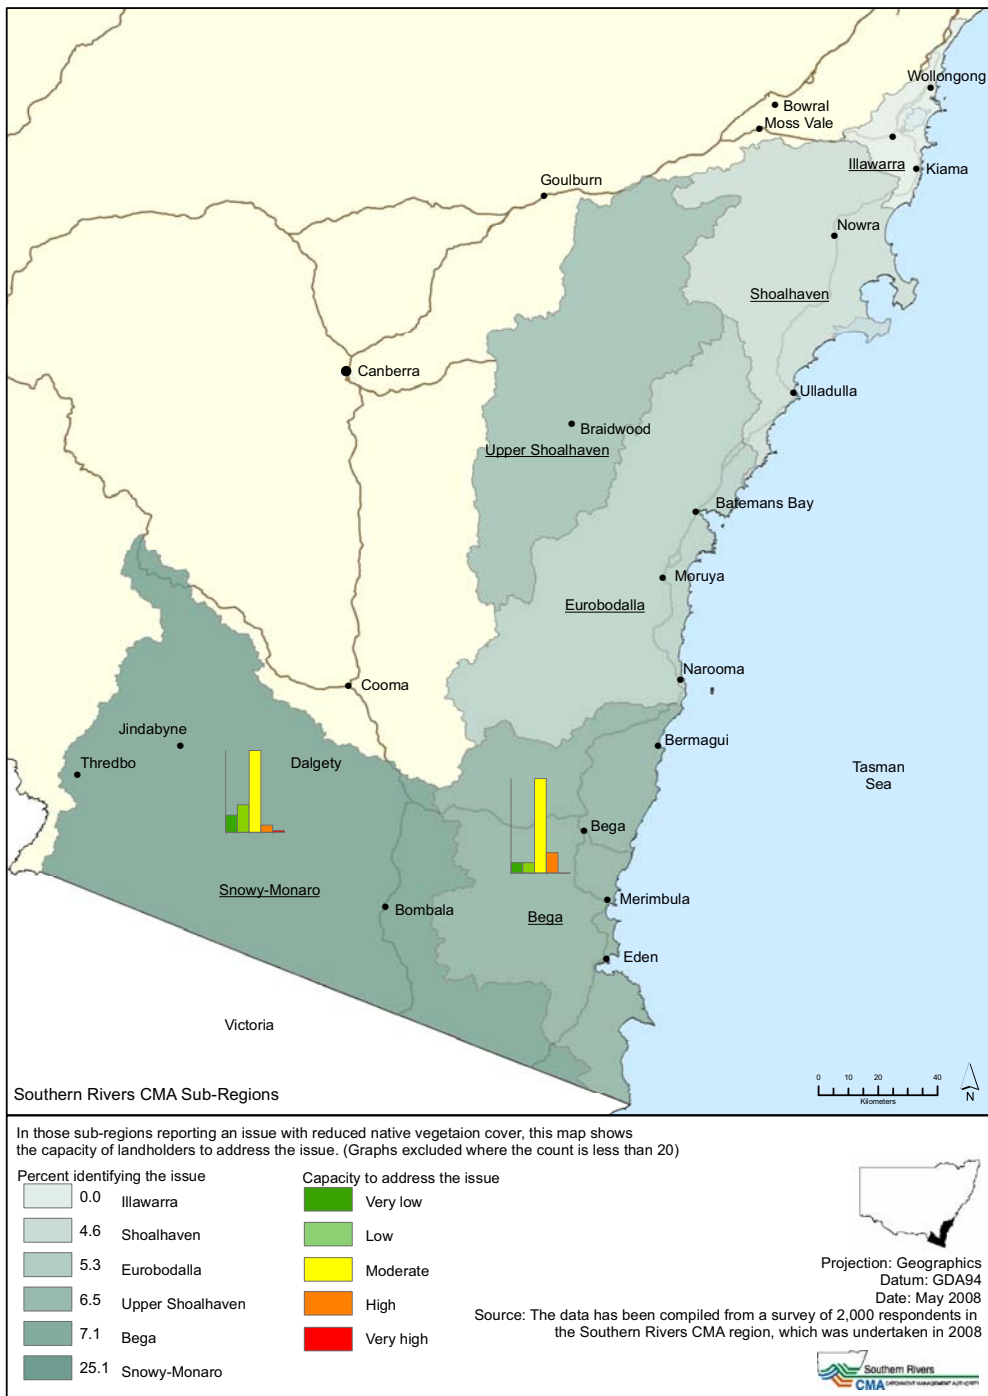 Wollongong
Bowral
Moss Vale
Illawarra
Kiama
Goulburn
Nowra
Shoalhaven
Canberra
Ulladulla
Braidwood
Upper Shoalhaven
Batemans Bay
Moruya
Eurobodalla
Narooma
Cooma
Jindabyne
Bermagui
Thredbo
Dalgety
Tasman
Sea
Bega
Snowy-Monaro
Merimbula
Bombala
Bega
Eden
Victoria
Southern Rivers CMA Sub-Regions
0 10 20 40
Kilometers
N
In those sub-regions reporting an issue with reduced native vegetaion cover, this map shows
the capacity of landholders to address the issue. (Graphs excluded where the count is less than 20)
Percent identifying the issue
0.0 Illawarra
4.6 Shoalhaven
5.3 Eurobodalla
6.5 Upper Shoalhaven
7.1 Bega
25.1 Snowy-Monaro
Capacity to address the issue
Very low
Low
Moderate
High
Very high
Projection: Geographics
Datum: GDA94
Date: May 2008
Source: The data has been compiled from a survey of 2,000 respondents in
the Southern Rivers CMA region, which was undertaken in 2008
Southern Rivers
CMA CATCHMENT MANAGEMENT AUTHORITY